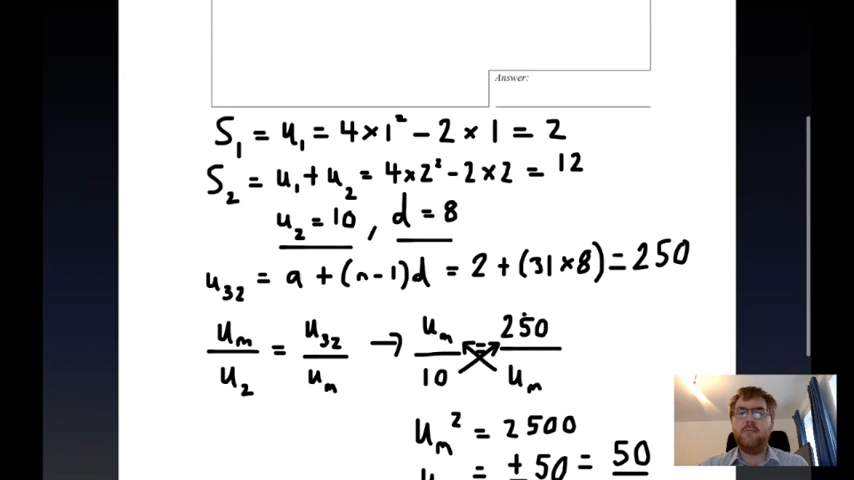 Answer:
S₁ = u₁ = 4×1² - 2×1 = 2
S₂ = u₁ + u₂ = 4×2² - 2×2 = 12
u₂ = 10, d = 8
u₃₂ = a + (n-1)d = 2 + (31×8) = 250
uₘ/u₂ = u₃₂/uₘ → uₘ/10 = 250/uₘ
uₘ² = 2500
= ±50 = 50